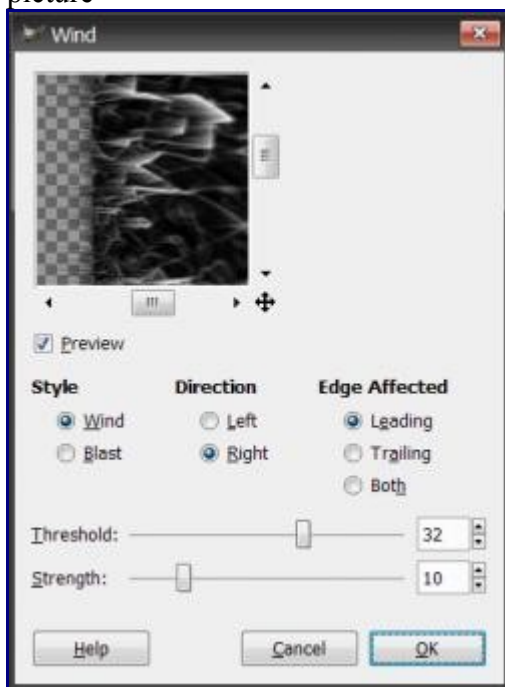 picture
Wind
Preview
Style Direction Edge Affected
Wind Left Leading
Blast Right Trailing
Both
Threshold: 32
Strength: 10
Help Cancel OK